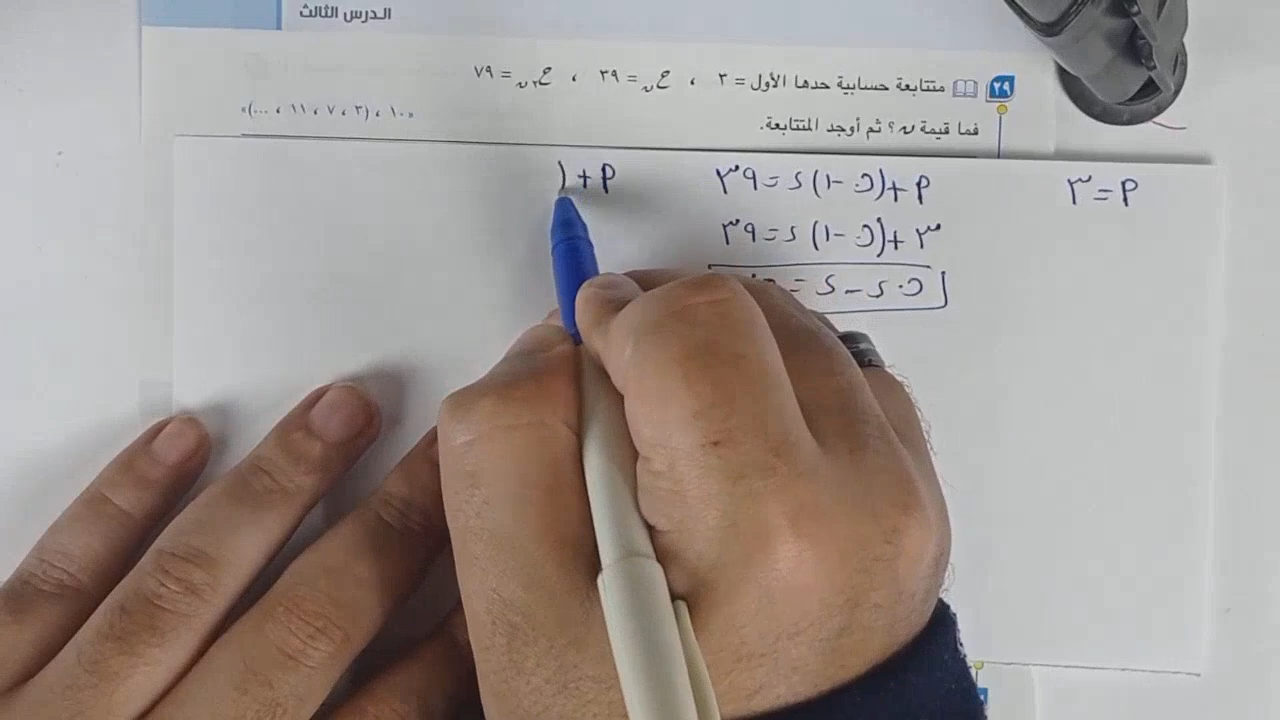 الدرس الثالث
٢٩ متتابعة حسابية حدها الأول = ٣ ، ح‌ن = ٣٩ ، ح‌٢ن = ٧٩
فما قيمة ن؟ ثم أوجد المتتابعة.
«١٠ ، (٣ ، ٧ ، ١١ ، ...)»
٣ = P
P + (ن - ١) ء = ٣٩
P + (
٣ + (ن - ١) ء = ٣٩
ن.ء - ء =